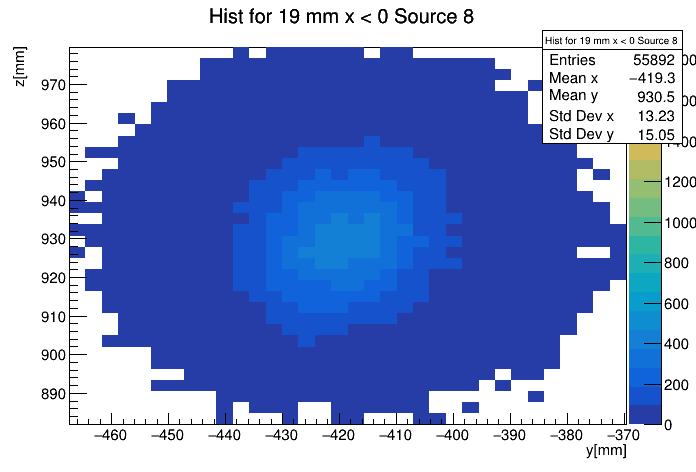 Hist for 19 mm x < 0 Source 8
z[mm]
970
960
950
940
930
920
910
900
890
−460 −450 −440 −430 −420 −410 −400 −390 −380 −370
y[mm]
Hist for 19 mm x < 0 Source 8
Entries 55892
Mean x −419.3
Mean y 930.5
Std Dev x 13.23
Std Dev y 15.05
1200
1000
800
600
400
200
0